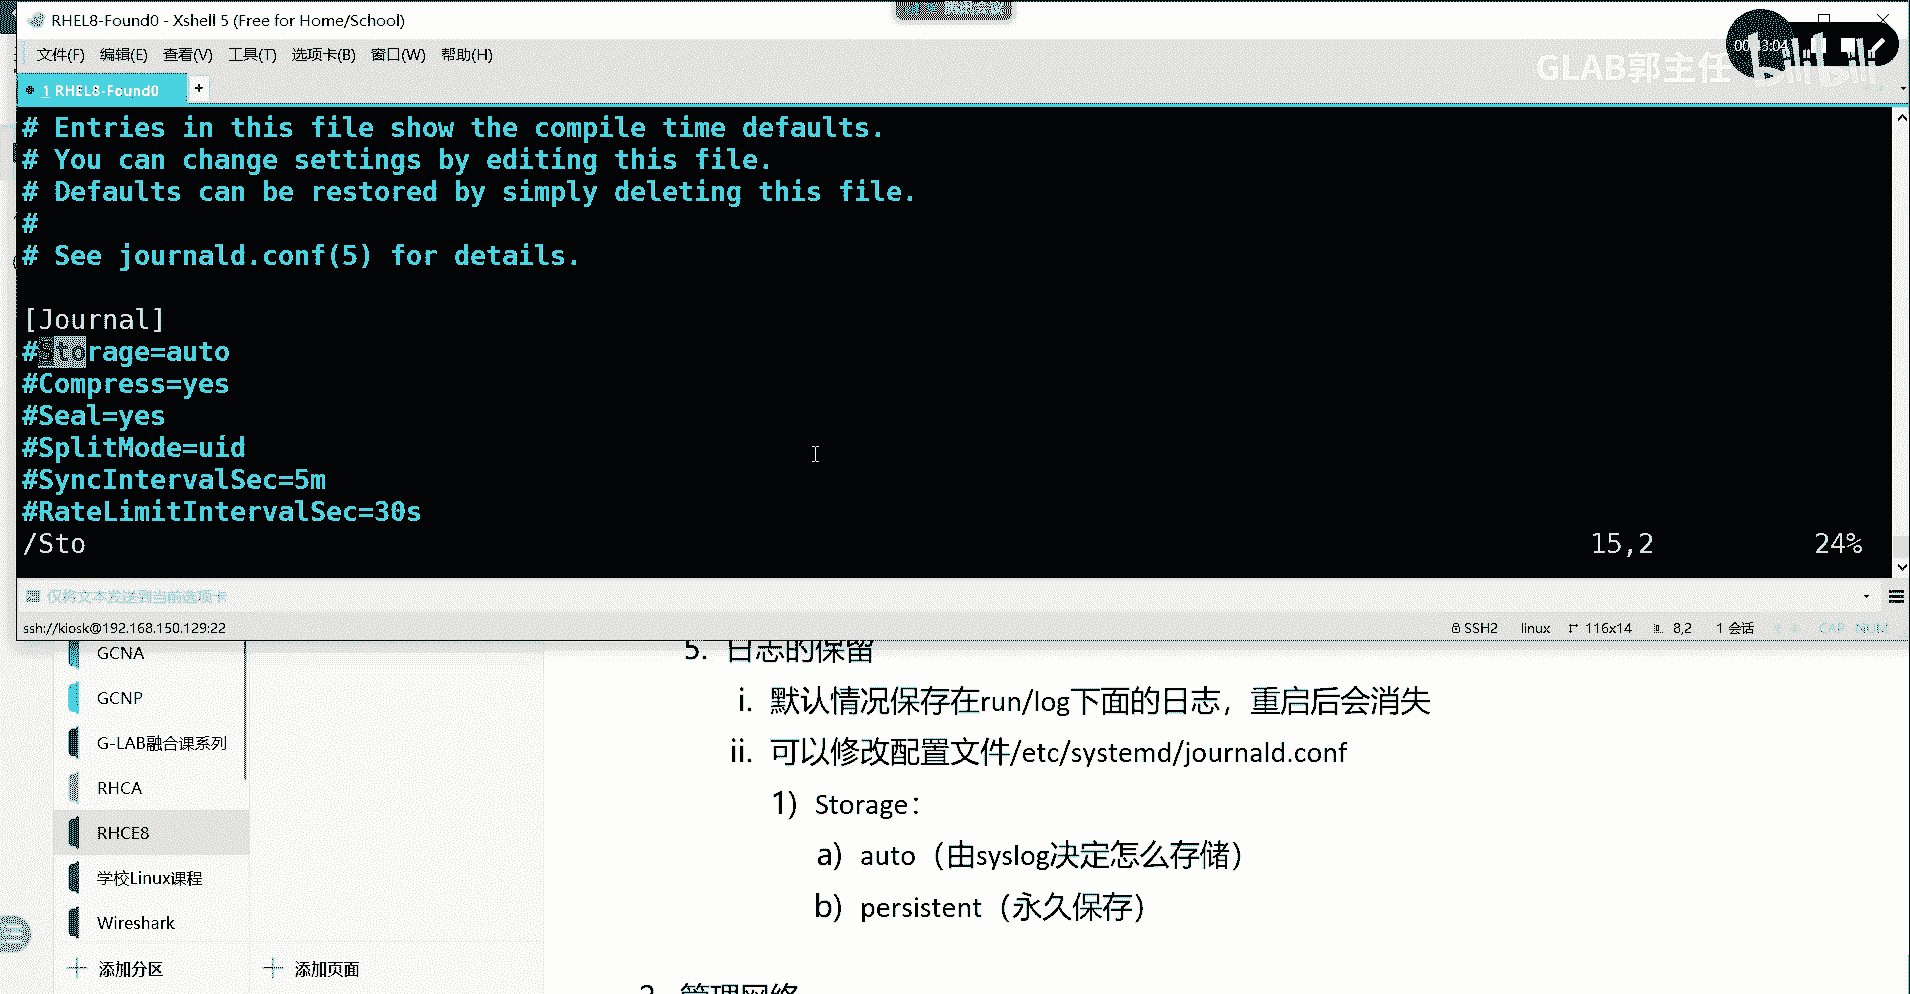 RHEL8-Found0 - Xshell 5 (Free for Home/School)
腾讯会议
文件(F) 编辑(E) 查看(V) 工具(T) 选项卡(B) 窗口(W) 帮助(H)
GLAB郭主任
bilibili
1 RHEL8-Found0 +
# Entries in this file show the compile time defaults.
# You can change settings by editing this file.
# Defaults can be restored by simply deleting this file.
#
# See journald.conf(5) for details.
[Journal]
#Storage=auto
#Compress=yes
#Seal=yes
#SplitMode=uid
#SyncIntervalSec=5m
#RateLimitIntervalSec=30s
/Sto 15,2 24%
仅将文本发送到当前选项卡
ssh://kiosk@192.168.150.129:22 SSH2 linux 116x14 8,2 1 会话 CAP NUM
GCNA
GCNP
G-LAB融合课系列
RHCA
RHCE8
学校Linux课程
Wireshark
添加分区 添加页面
5. 日志的保留
i. 默认情况保存在run/log下面的日志，重启后会消失
ii. 可以修改配置文件/etc/systemd/journald.conf
1) Storage：
a) auto（由syslog决定怎么存储）
b) persistent（永久保存）
管理网络